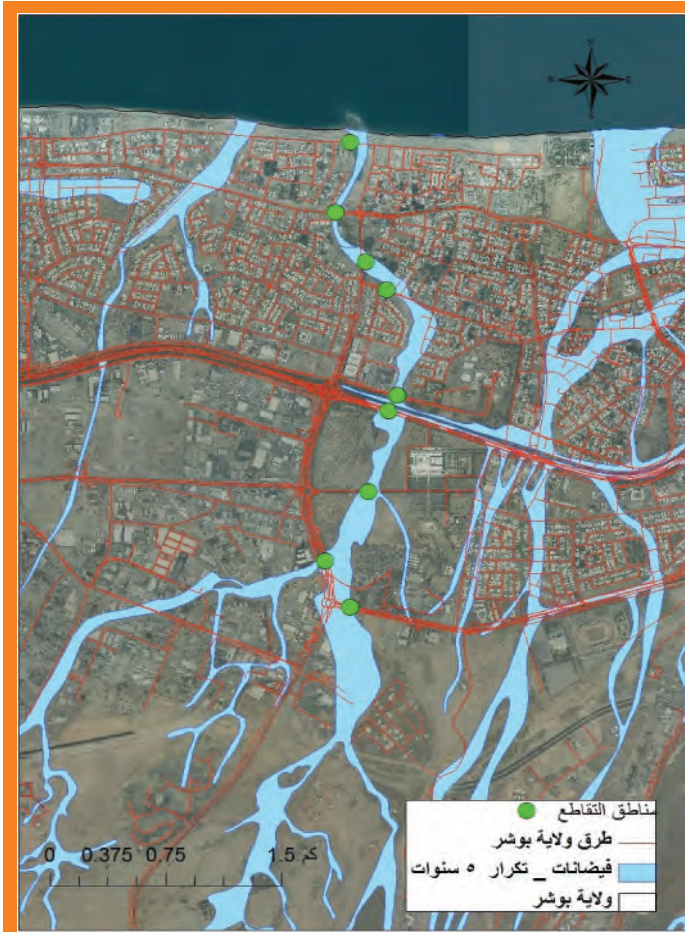 N
W E
S
مناطق التقاطع
طرق ولاية بوشر
فيضانات _ تكرار ٥ سنوات
ولاية بوشر
0 0.375 0.75 1.5 كم